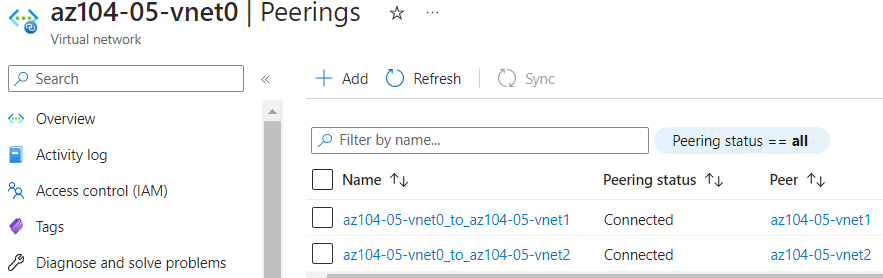 az104-05-vnet0 | Peerings ☆ ...
Virtual network
Search «
Add Refresh Sync
Overview
Activity log
Access control (IAM)
Tags
Diagnose and solve problems
Filter by name...
Peering status == all
Name ↑↓ Peering status ↑↓ Peer ↑↓
az104-05-vnet0_to_az104-05-vnet1 Connected az104-05-vnet1
az104-05-vnet0_to_az104-05-vnet2 Connected az104-05-vnet2